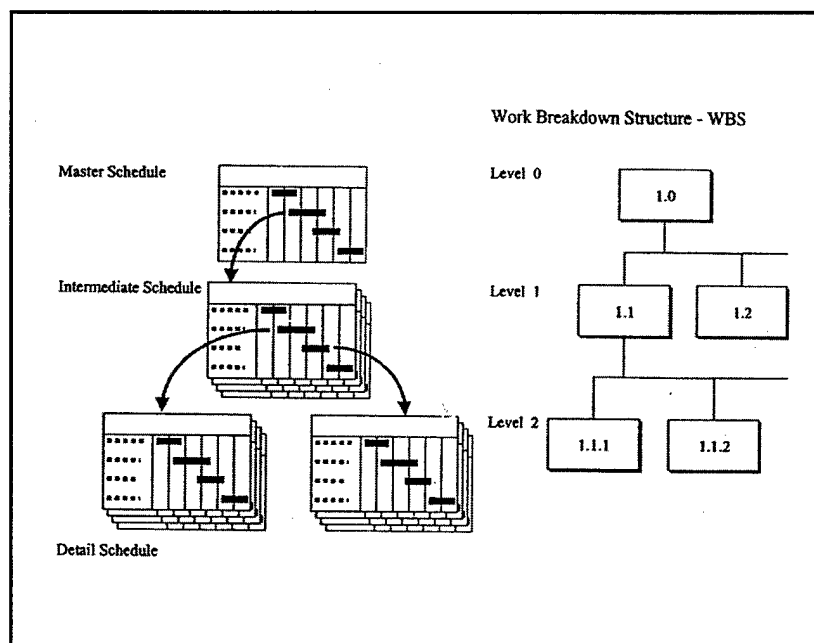 Work Breakdown Structure - WBS
Master Schedule
Level 0
1.0
Intermediate Schedule
Level 1
1.1
1.2
Level 2
1.1.1
1.1.2
Detail Schedule